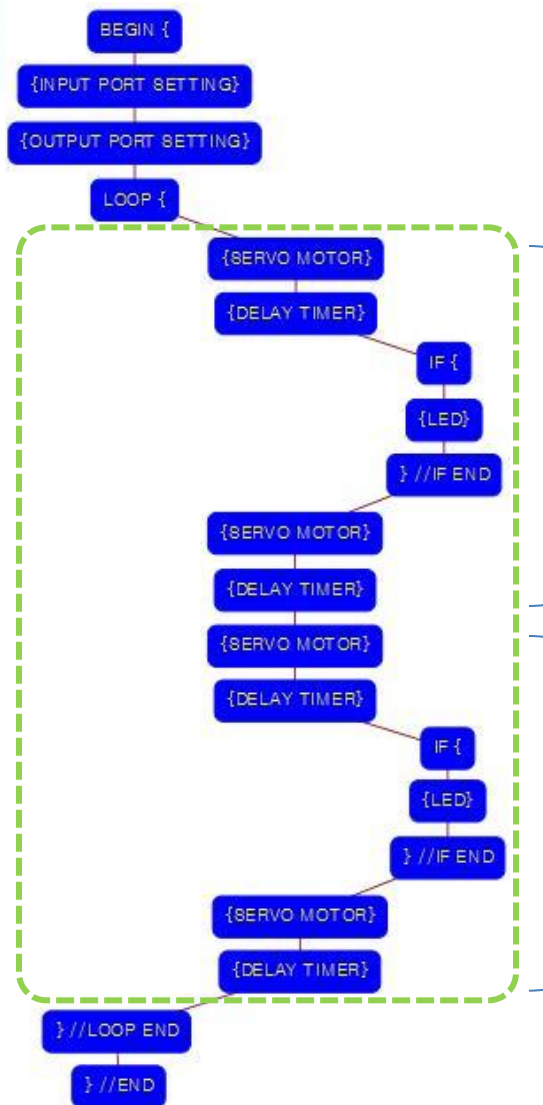 BEGIN {
{INPUT PORT SETTING}
{OUTPUT PORT SETTING}
LOOP {
{SERVO MOTOR}
{DELAY TIMER}
IF {
{LED}
} //IF END
{SERVO MOTOR}
{DELAY TIMER}
{SERVO MOTOR}
{DELAY TIMER}
IF {
{LED}
} //IF END
{SERVO MOTOR}
{DELAY TIMER}
} //LOOP END
} //END